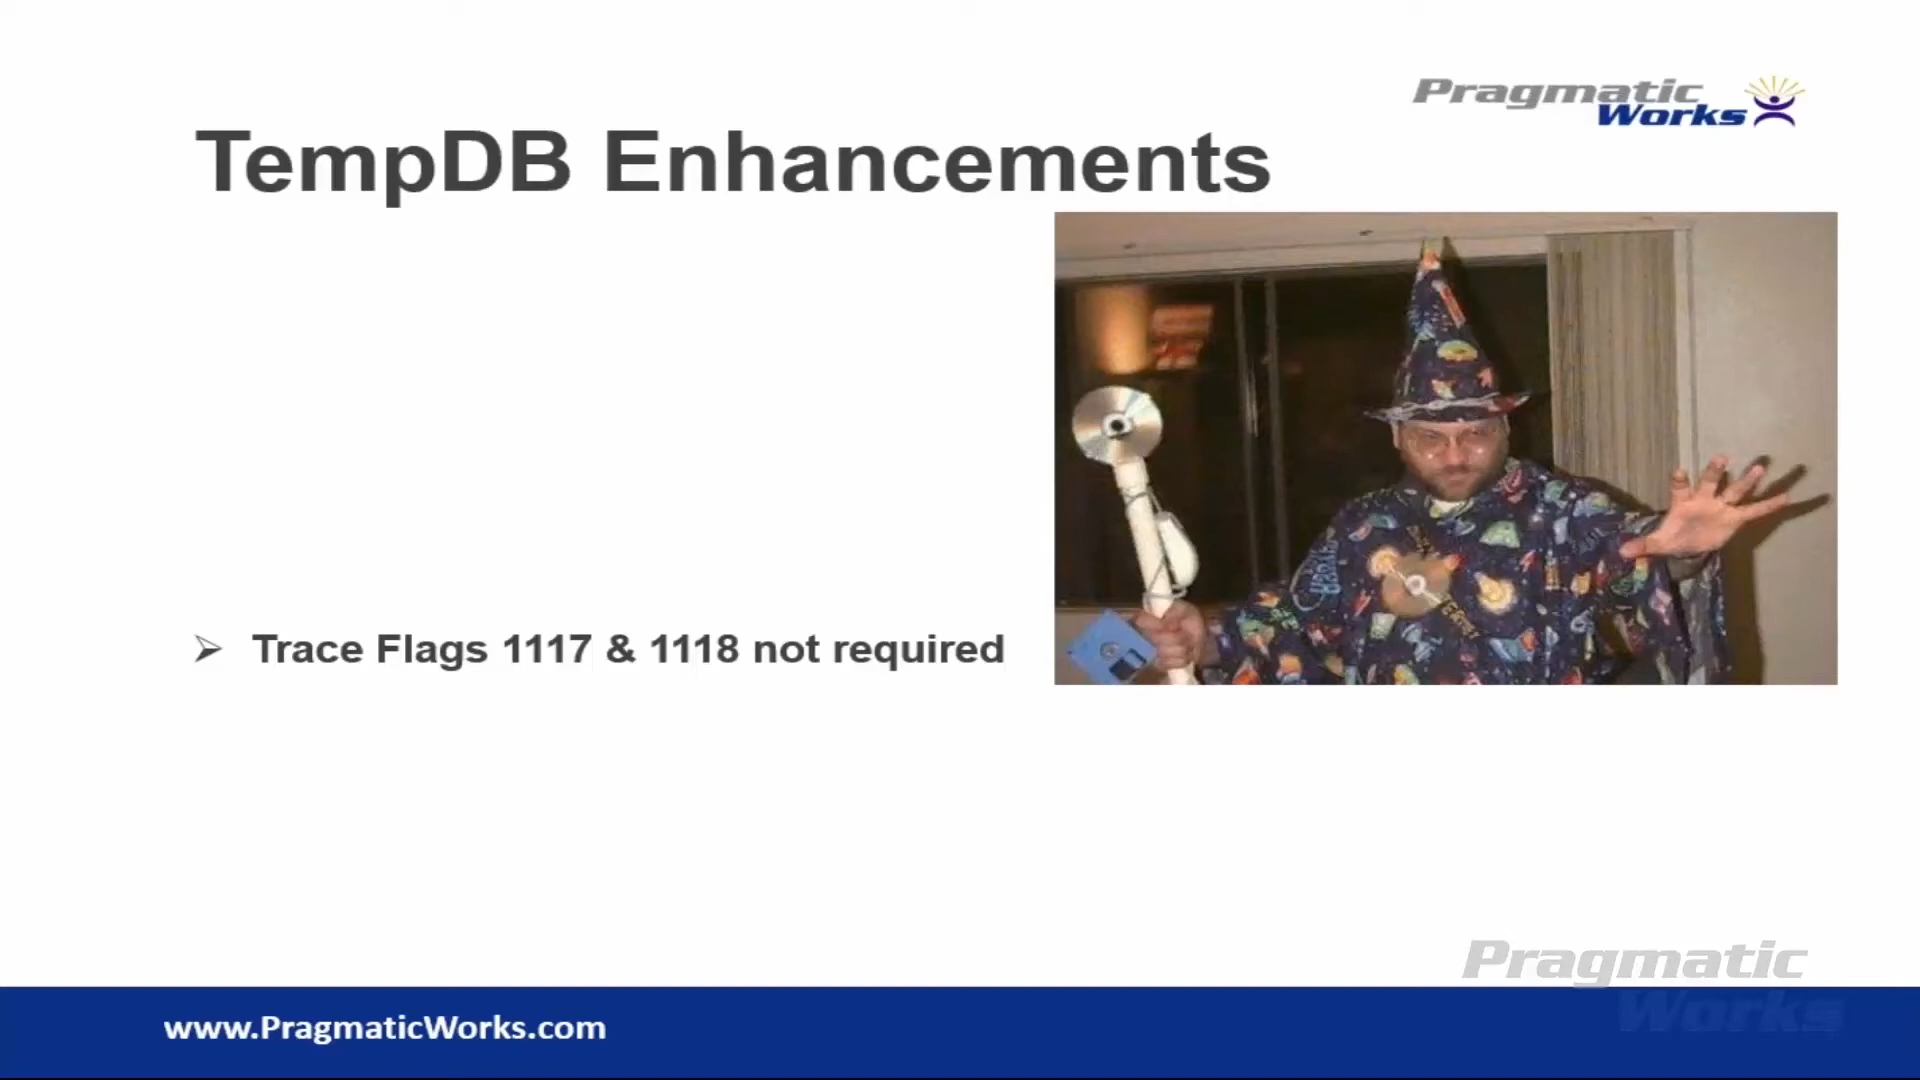 Pragmatic
Works
TempDB Enhancements
➢ Trace Flags 1117 & 1118 not required
Pragmatic
Works
www.PragmaticWorks.com